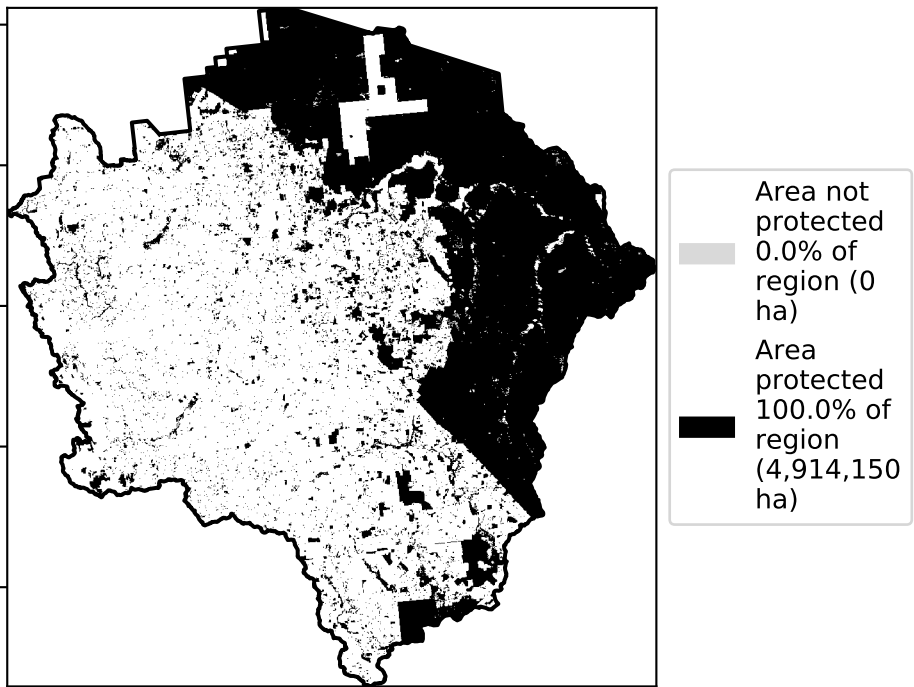 Area not
protected
0.0% of
region (0
ha)
Area
protected
100.0% of
region
(4,914,150
ha)